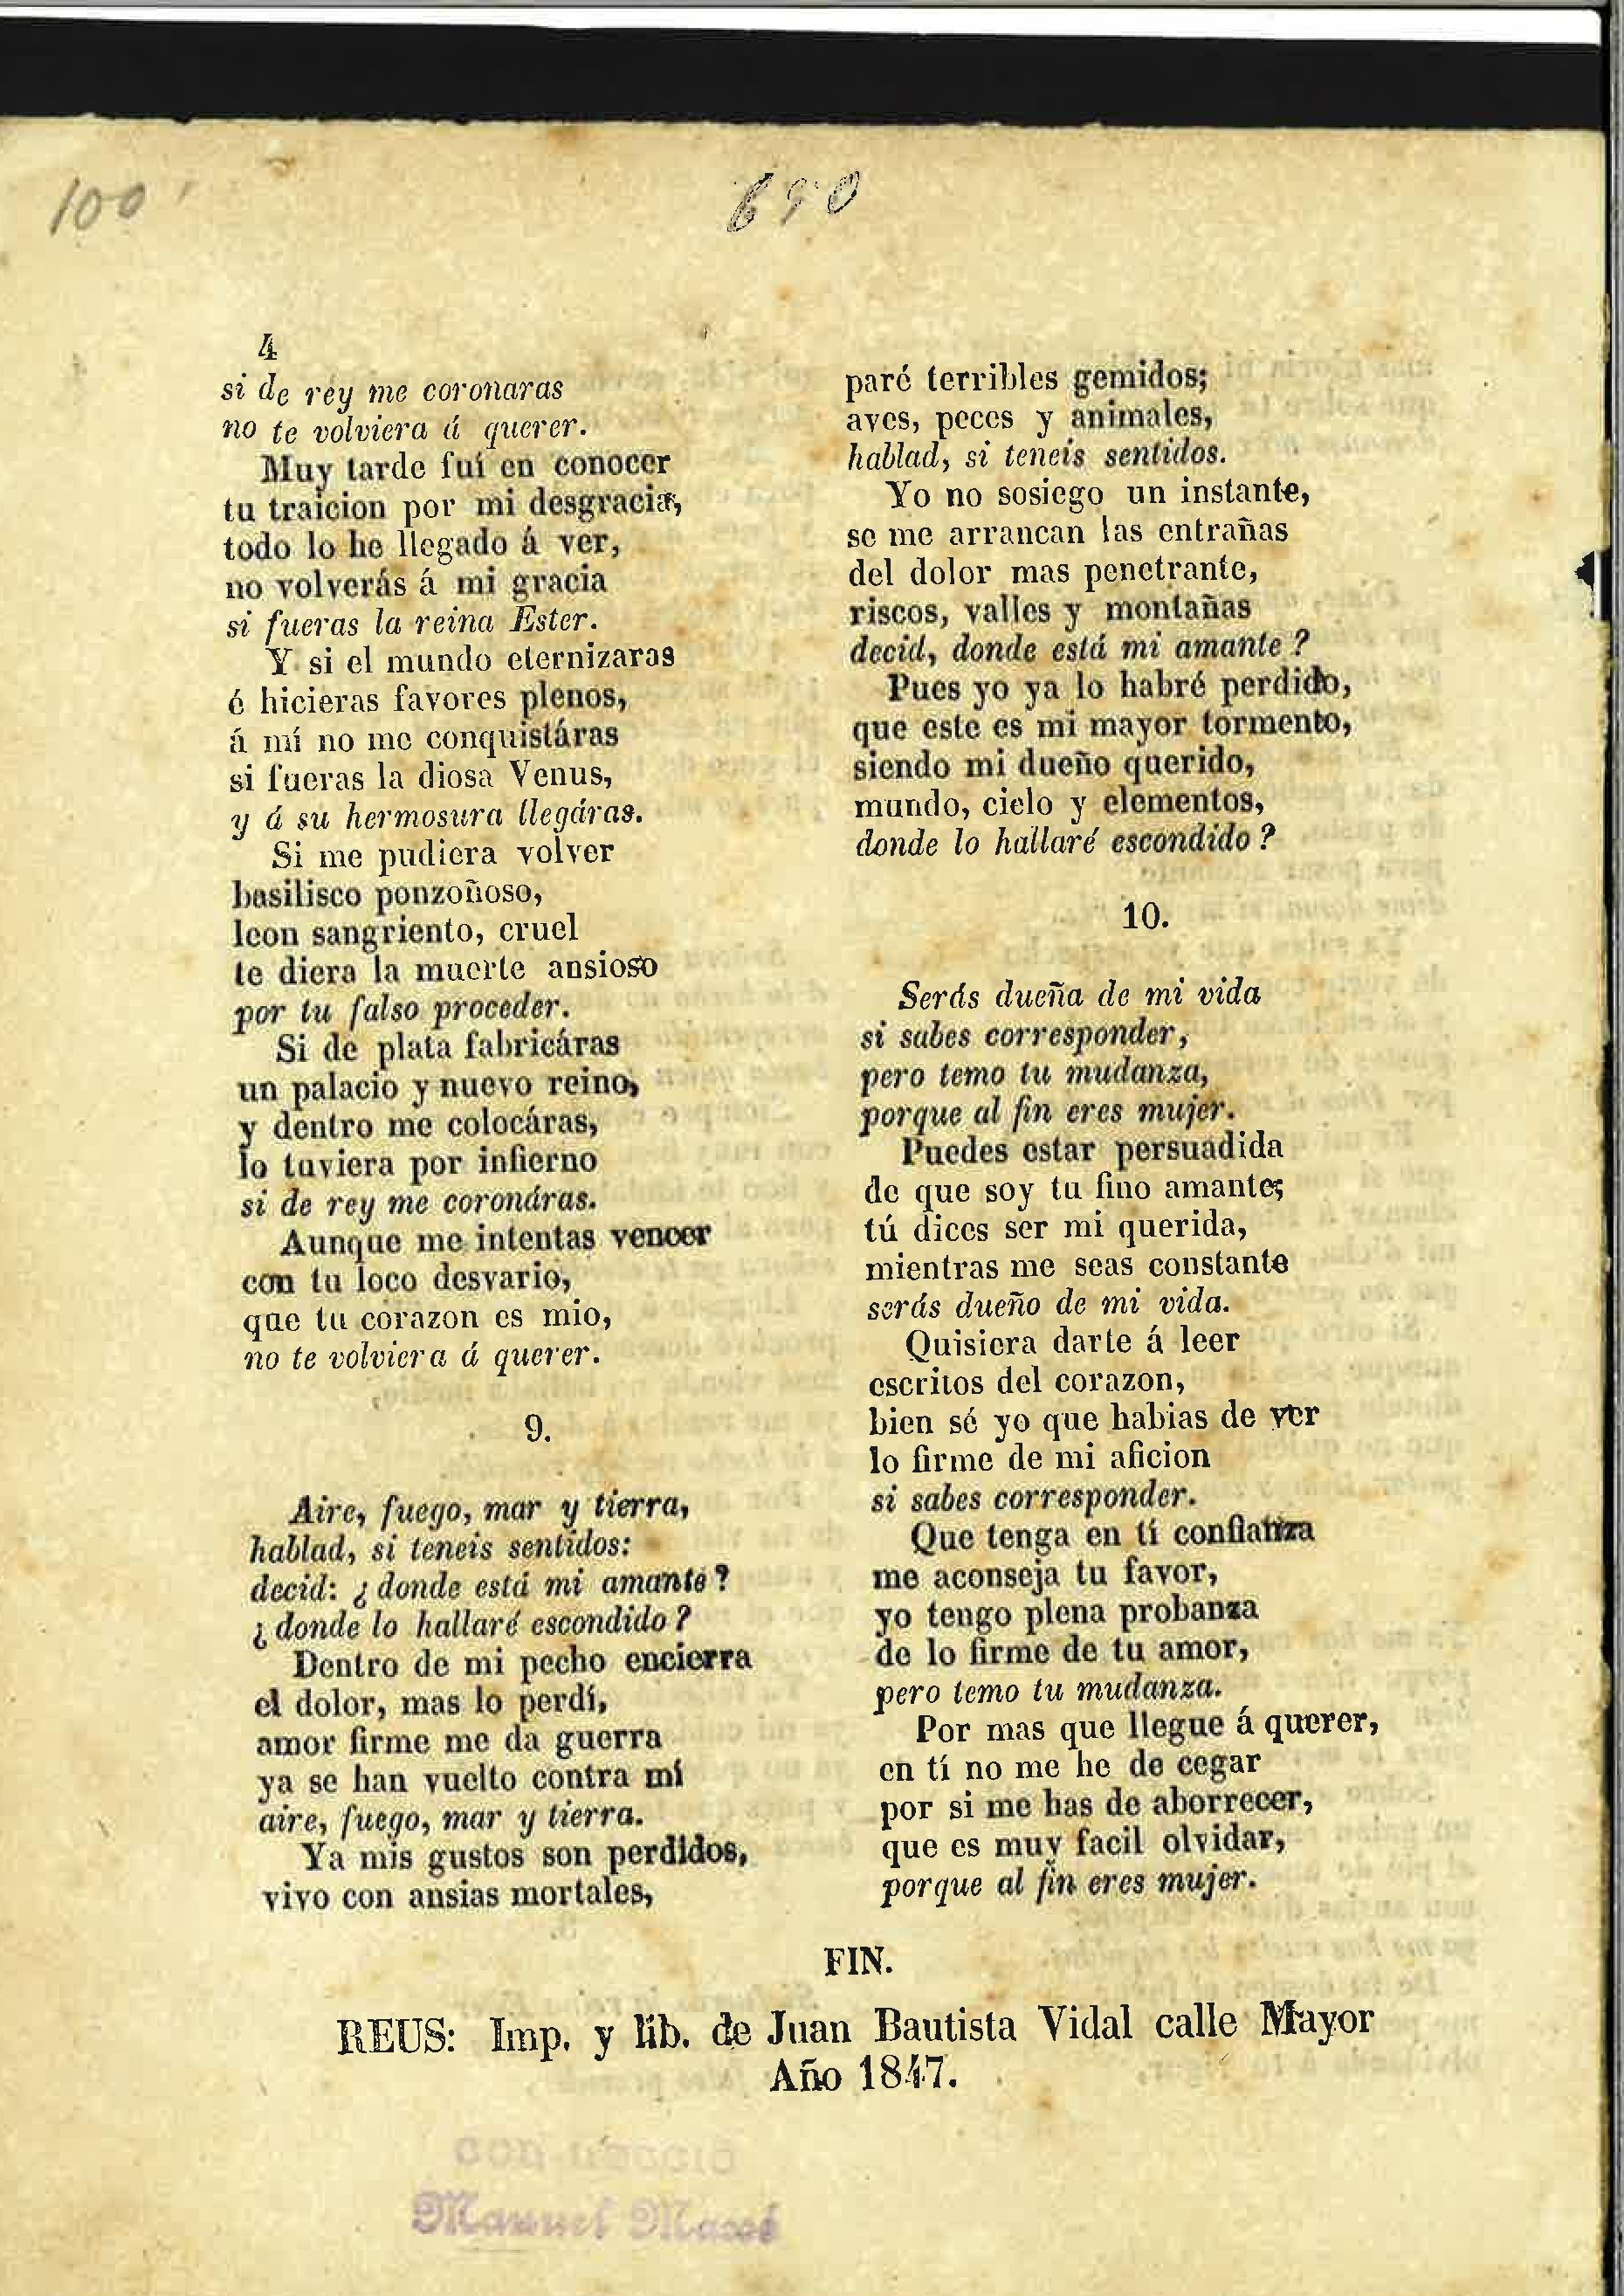 100
690
4
si de rey me coronaras
no te volviera á querer.
Muy tarde fuí en conocer
tu traicion por mi desgracia,
todo lo he llegado á ver,
no volverás á mi gracia
si fueras la reina Ester.
Y si el mundo eternizaras
ó hicieras favores plenos,
á mí no me conquistáras
si fueras la diosa Venus,
y á su hermosura llegáras.
Si me pudiera volver
basilisco ponzoñoso,
leon sangriento, cruel
te diera la muerte ansioso
por tu falso proceder.
Si de plata fabricáras
un palacio y nuevo reino,
y dentro me colocáras,
lo tuviera por infierno
si de rey me coronáras.
Aunque me intentas vencer
con tu loco desvario,
que tu corazon es mio,
no te volviera á querer.
9.
Aire, fuego, mar y tierra,
hablad, si teneis sentidos:
decid: ¿donde está mi amante?
¿donde lo hallaré escondido?
Dentro de mi pecho encierra
el dolor, mas lo perdí,
amor firme me da guerra
ya se han vuelto contra mí
aire, fuego, mar y tierra.
Ya mis gustos son perdidos,
vivo con ansias mortales,
paré terribles gemidos;
aves, peces y animales,
hablad, si teneis sentidos.
Yo no sosiego un instante,
se me arrancan las entrañas
del dolor mas penetrante,
riscos, valles y montañas
decid, donde está mi amante?
Pues yo ya lo habré perdido,
que este es mi mayor tormento,
siendo mi dueño querido,
mundo, cielo y elementos,
donde lo hallaré escondido?
10.
Serás dueña de mi vida
si sabes corresponder,
pero temo tu mudanza,
porque al fin eres mujer.
Puedes estar persuadida
de que soy tu fino amante;
tú dices ser mi querida,
mientras me seas constante
serás dueño de mi vida.
Quisiera darte á leer
escritos del corazon,
bien sé yo que habias de ver
lo firme de mi aficion
si sabes corresponder.
Que tenga en tí confianza
me aconseja tu favor,
yo tengo plena probanza
de lo firme de tu amor,
pero temo tu mudanza.
Por mas que llegue á querer,
en tí no me he de cegar
por si me has de aborrecer,
que es muy facil olvidar,
porque al fin eres mujer.
FIN.
REUS: Imp. y lib. de Juan Bautista Vidal calle Mayor
Año 1847.
Manuel